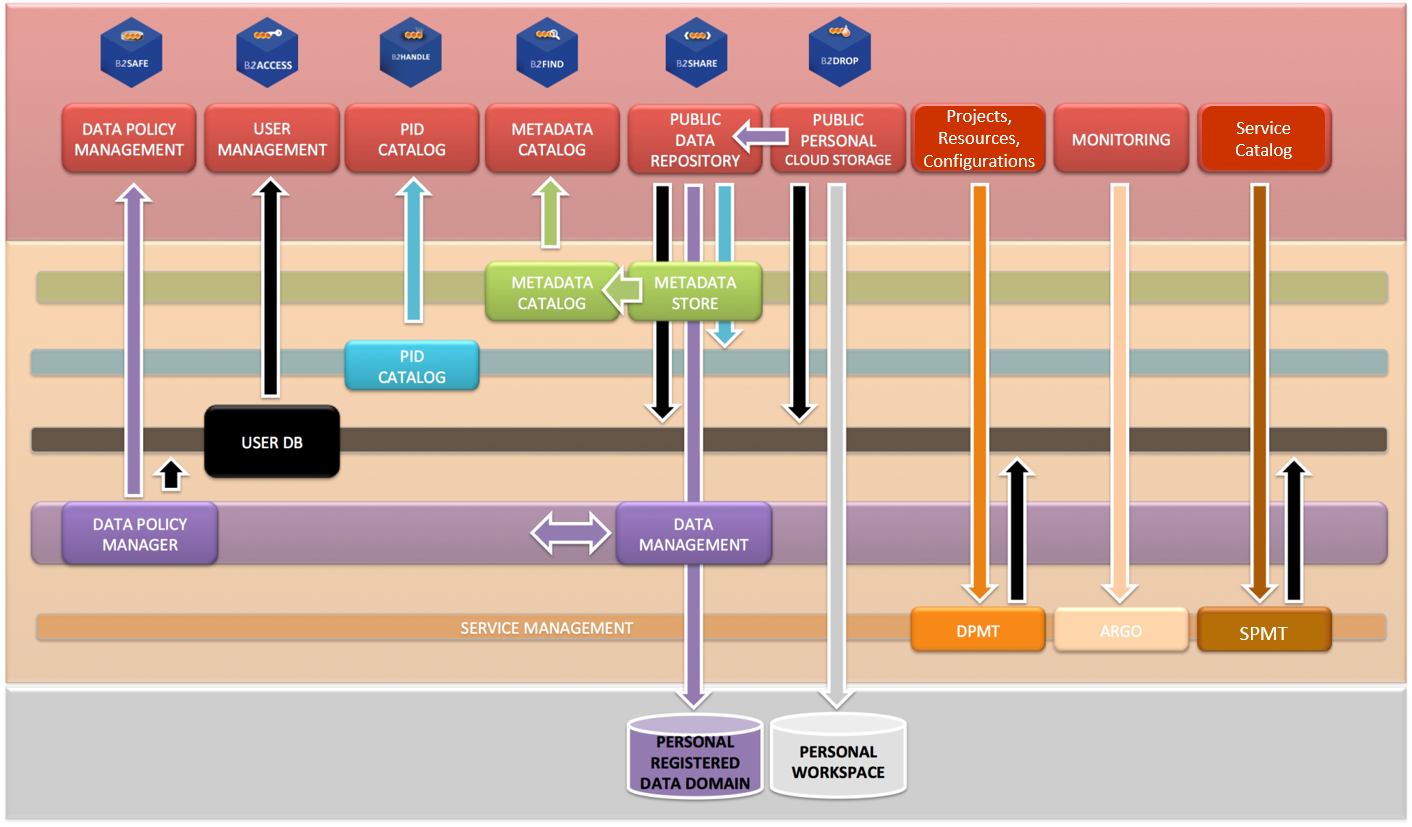 B2SAFE
B2ACCESS
B2HANDLE
B2FIND
B2SHARE
B2DROP
DATA POLICY
MANAGEMENT
USER
MANAGEMENT
PID
CATALOG
METADATA
CATALOG
PUBLIC
DATA
REPOSITORY
PUBLIC
PERSONAL
CLOUD STORAGE
Projects,
Resources,
Configurations
MONITORING
Service
Catalog
METADATA
CATALOG
METADATA
STORE
PID
CATALOG
USER DB
DATA POLICY
MANAGER
DATA
MANAGEMENT
SERVICE MANAGEMENT
DPMT
ARGO
SPMT
PERSONAL
REGISTERED
DATA DOMAIN
PERSONAL
WORKSPACE